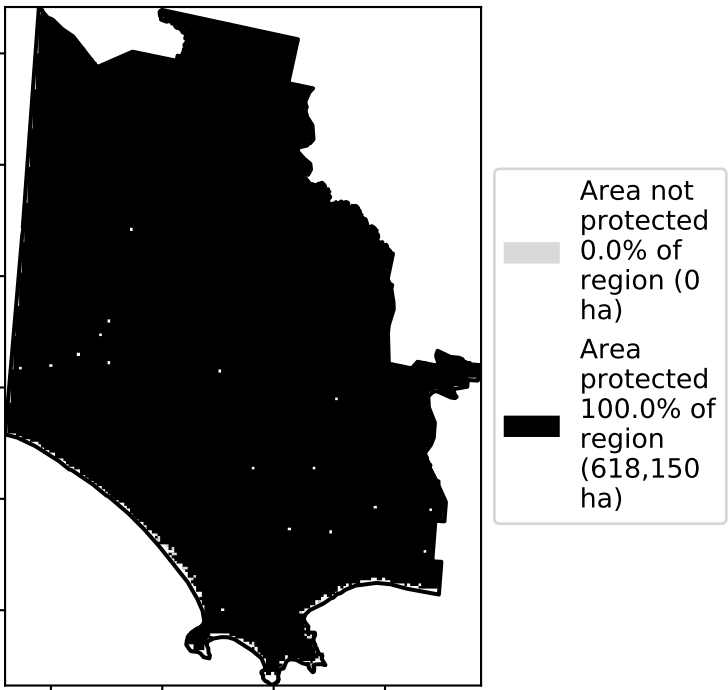 Area not
protected
0.0% of
region (0
ha)
Area
protected
100.0% of
region
(618,150
ha)